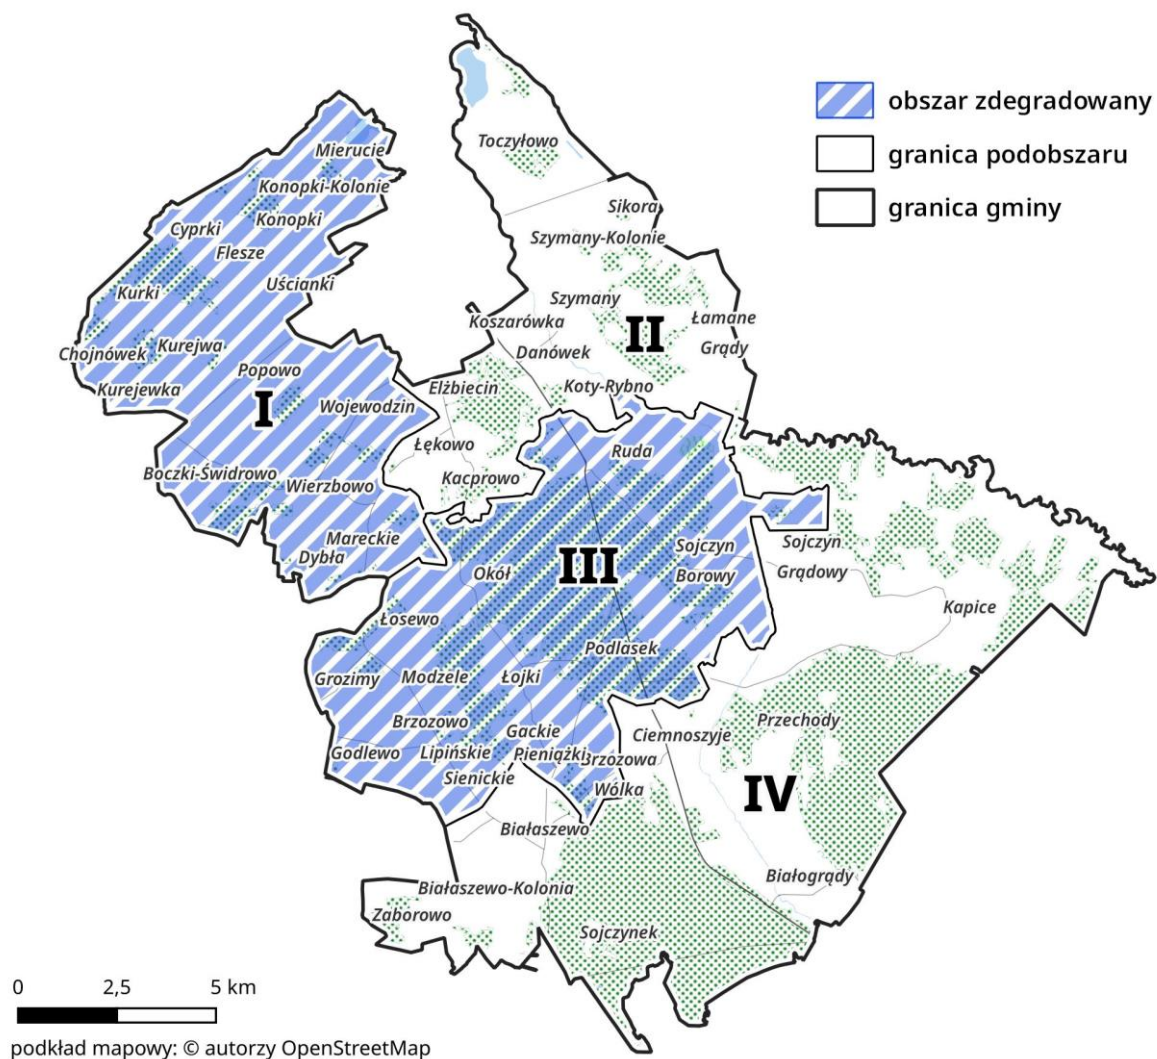 obszar zdegradowany
granica podobszaru
granica gminy
Toczyłowo
Mierucie
Konopki-Kolonie
Sikora
Konopki
Cyprki
Szymany-Kolonie
Flesze
Uścianki
Kurki
Szymany
Łamane
Grądy
Koszarówka
II
Chojnówek
Kurejwa
Danówek
Popowo
Kurejewka
Elżbiecin
Koty-Rybno
I
Wojewodzin
Łękowo
Ruda
Boczki-Świdrowo
Wierzbowo
Kacprowo
Mareckie
Dybła
Sojczyn
Borowy
Sojczyn
Grądowy
III
Okół
Kapice
Łosewo
Podlasek
Grozimy
Modzele
Łojki
Brzozowo
Przechody
Gackie
Ciemnoszyje
Godlewo
Lipińskie
Pieniążki
Brzozowa
Wólka
Sienickie
IV
Białaszewo
Białogrądy
Białaszewo-Kolonia
Zaborowo
Sojczynek
0 2,5 5 km
podkład mapowy: © autorzy OpenStreetMap